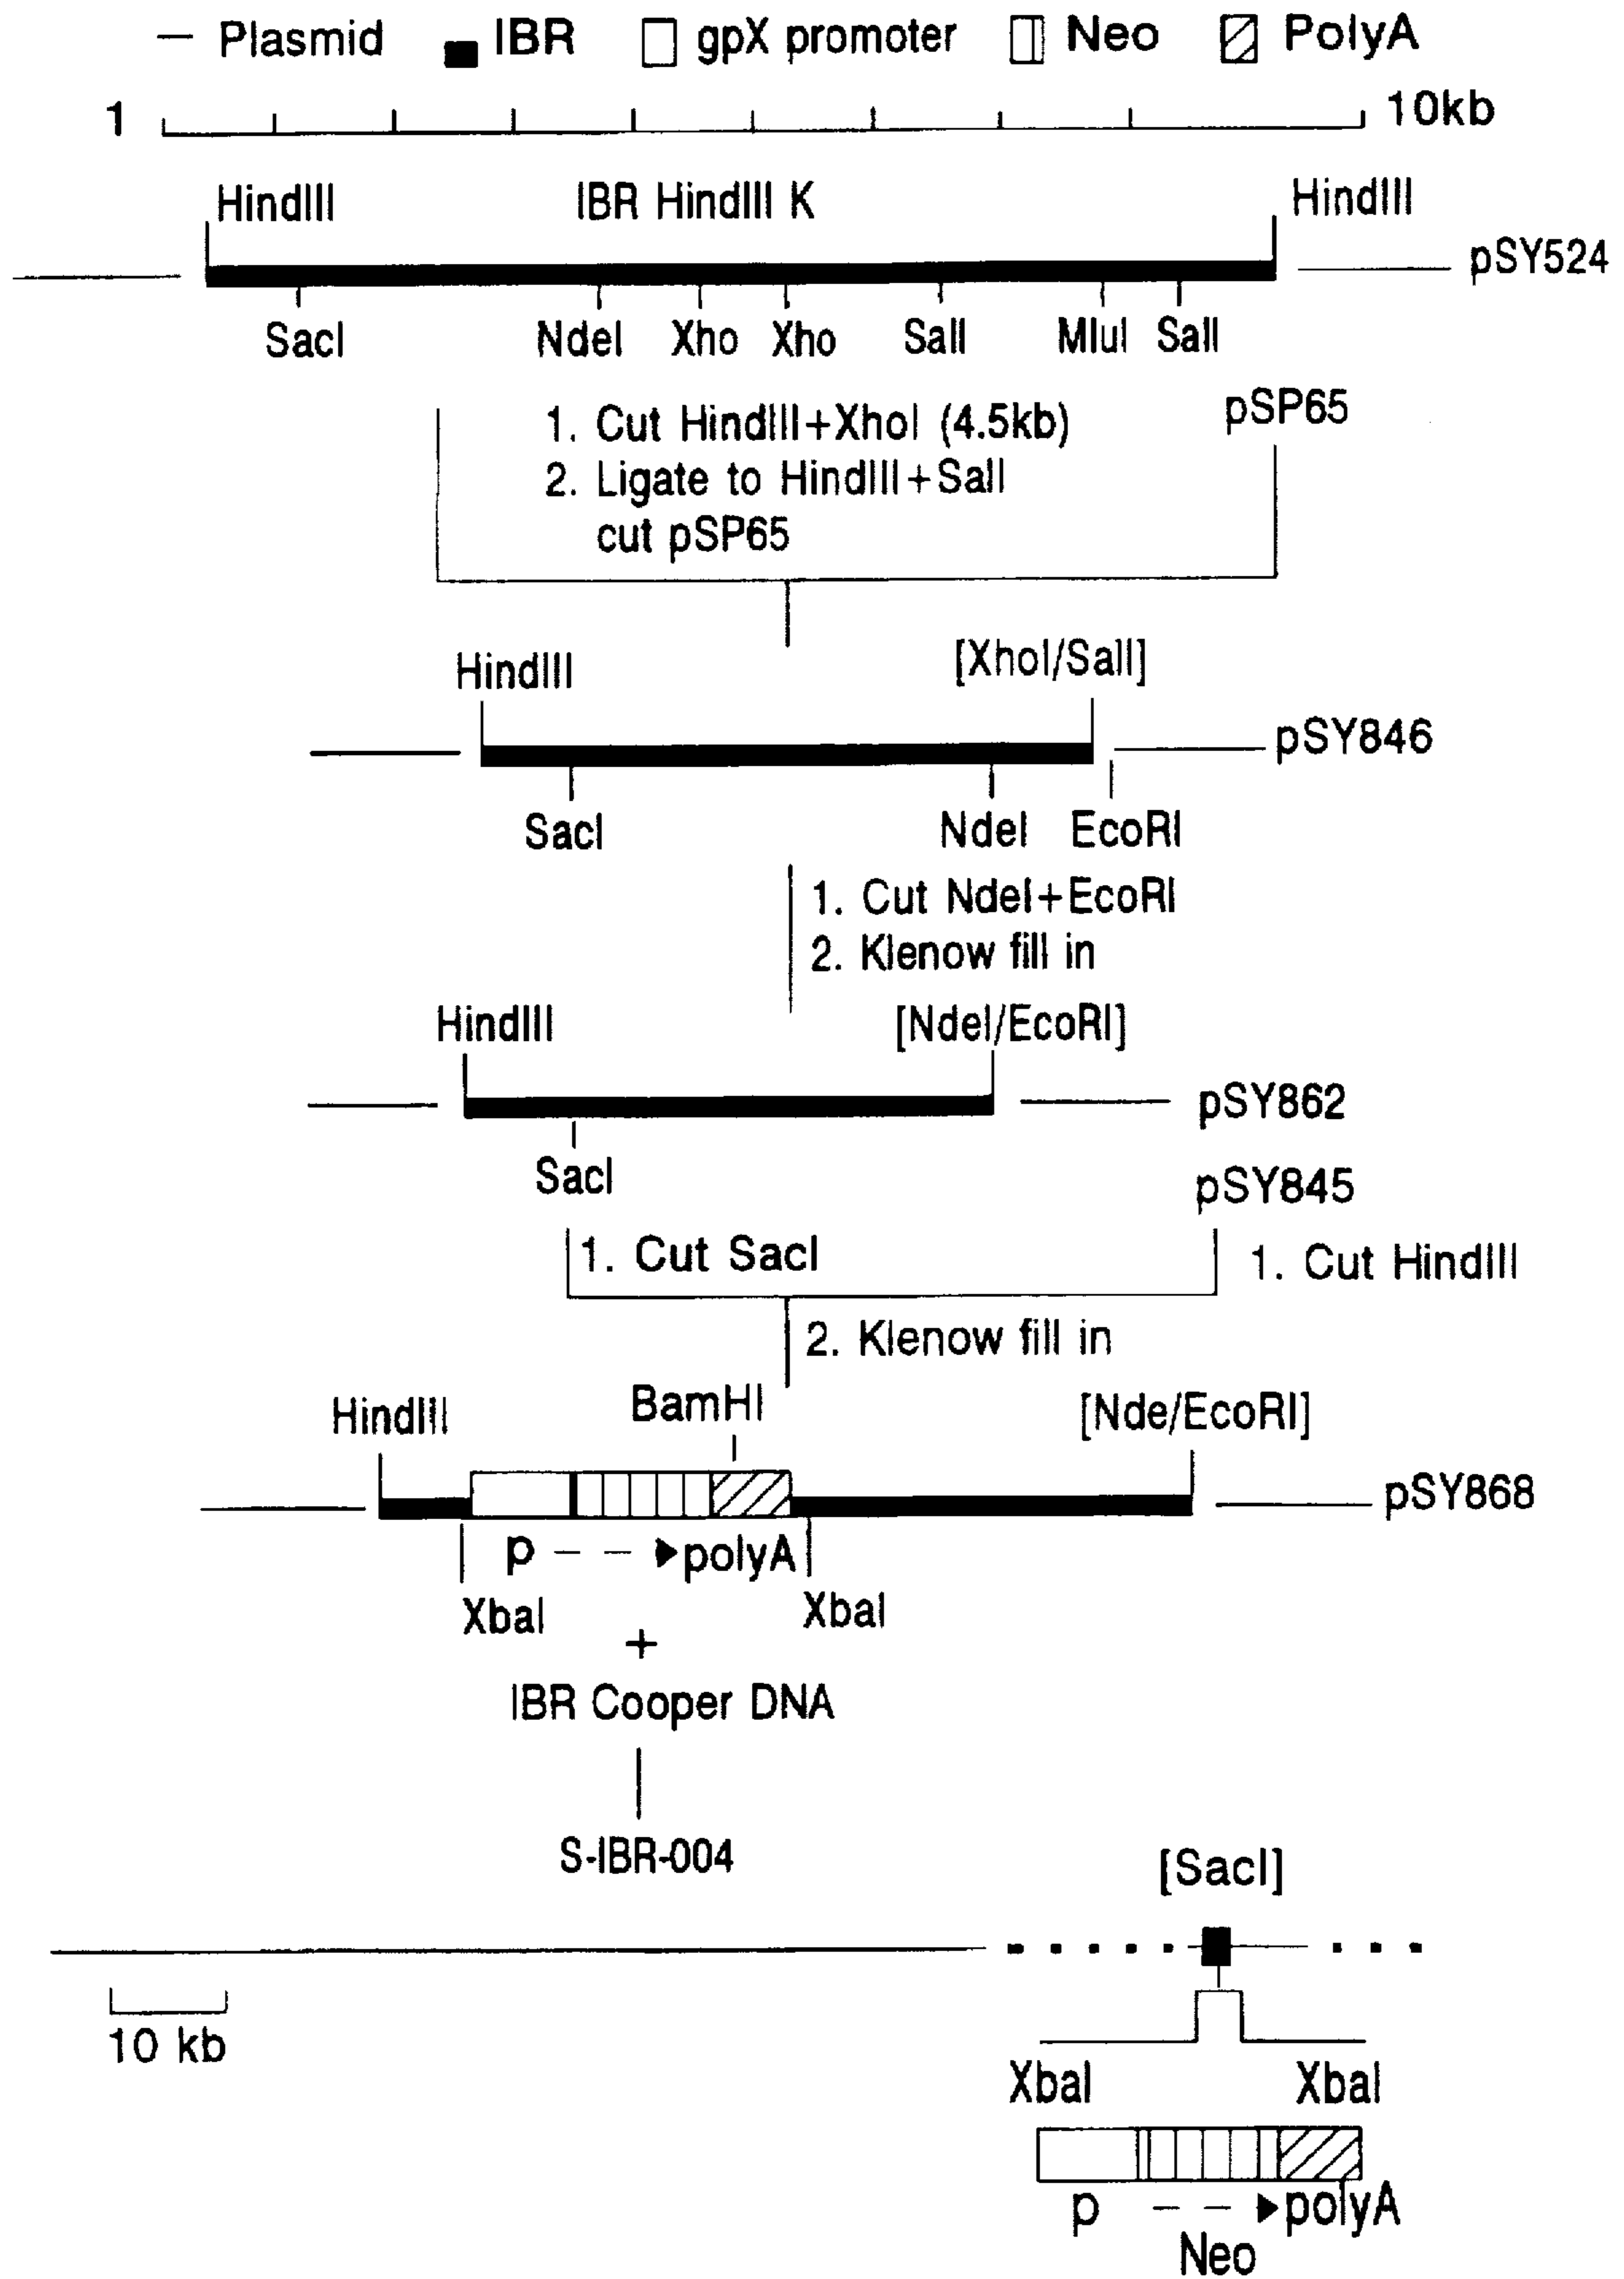 Plasmid IBR gpX promoter Neo PolyA
1 10kb
HindIII IBR HindIII K HindIII
pSY524
SacI NdeI Xho Xho SalI MluI SalI
pSP65
1. Cut HindIII+XhoI (4.5kb)
2. Ligate to HindIII+SalI
cut pSP65
HindIII [XhoI/SalI]
pSY846
SacI NdeI EcoRI
1. Cut NdeI+EcoRI
2. Klenow fill in
HindIII [NdeI/EcoRI]
pSY862
SacI
pSY845
1. Cut SacI 1. Cut HindIII
2. Klenow fill in
HindIII BamHI [Nde/EcoRI]
pSY868
p polyA
XbaI XbaI
+
IBR Cooper DNA
S-IBR-004
[SacI]
10 kb
XbaI XbaI
p polyA
Neo